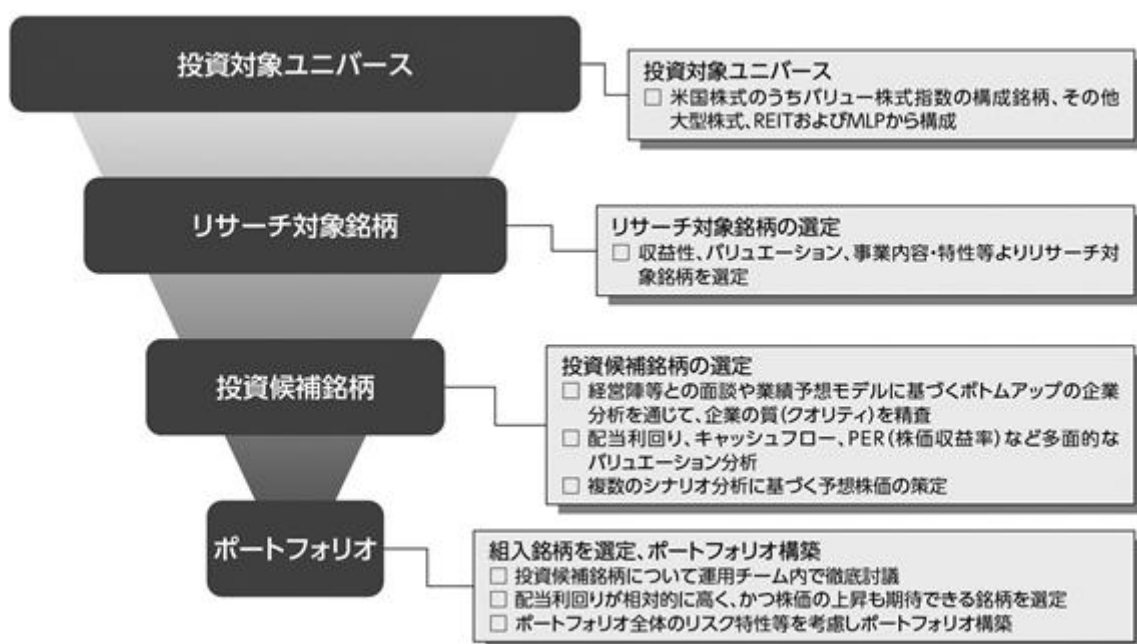 投資対象ユニバース
投資対象ユニバース
□ 米国株式のうちバリュー株式指数の構成銘柄、その他
大型株式、REITおよびMLPから構成
リサーチ対象銘柄
リサーチ対象銘柄の選定
□ 収益性、バリュエーション、事業内容・特性等よりリサーチ対
象銘柄を選定
投資候補銘柄
投資候補銘柄の選定
□ 経営陣等との面談や業績予想モデルに基づくボトムアップの企業
分析を通じて、企業の質(クオリティ)を精査
□ 配当利回り、キャッシュフロー、PER(株価収益率)など多面的な
バリュエーション分析
□ 複数のシナリオ分析に基づく予想株価の策定
ポートフォリオ
組入銘柄を選定、ポートフォリオ構築
□ 投資候補銘柄について運用チーム内で徹底討議
□ 配当利回りが相対的に高く、かつ株価の上昇も期待できる銘柄を選定
□ ポートフォリオ全体のリスク特性等を考慮しポートフォリオ構築